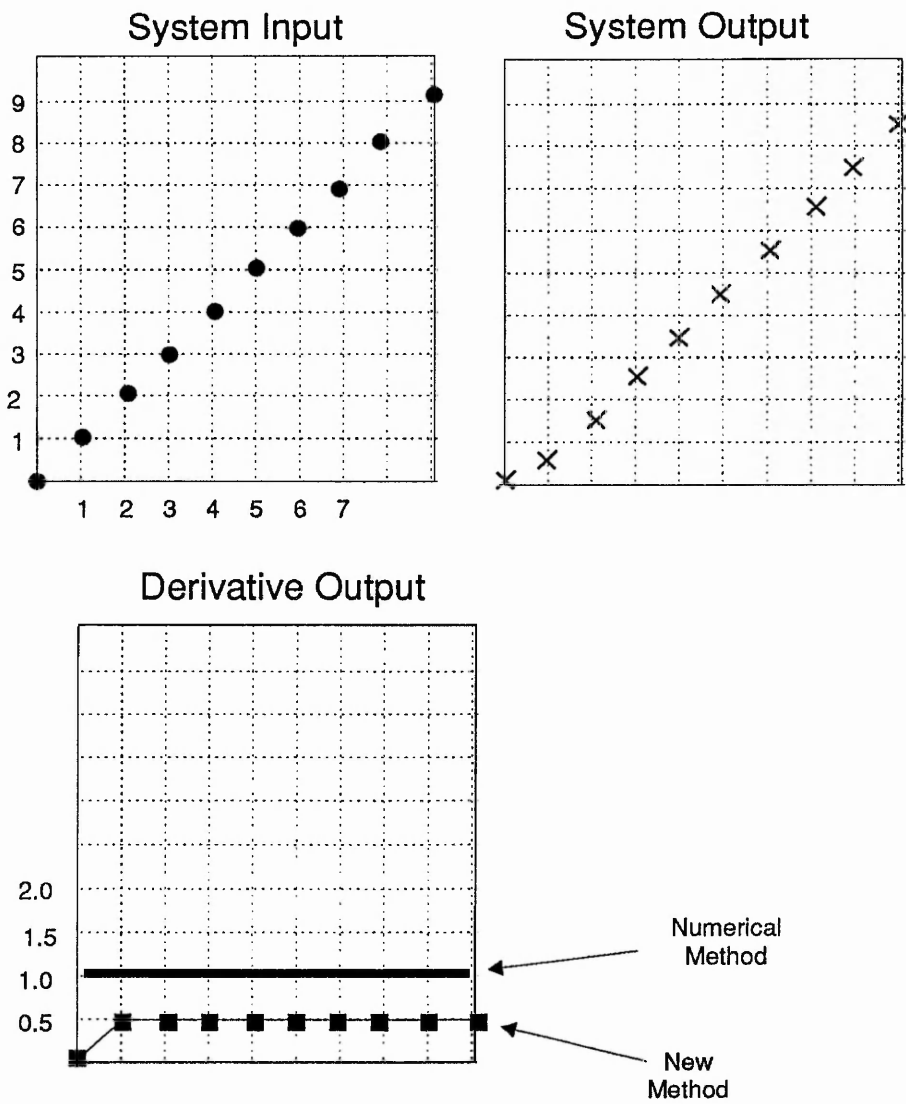 System Input
System Output
9
8
7
6
5
4
3
2
1
1 2 3 4 5 6 7
Derivative Output
2.0
1.5
1.0
0.5
Numerical
Method
New
Method